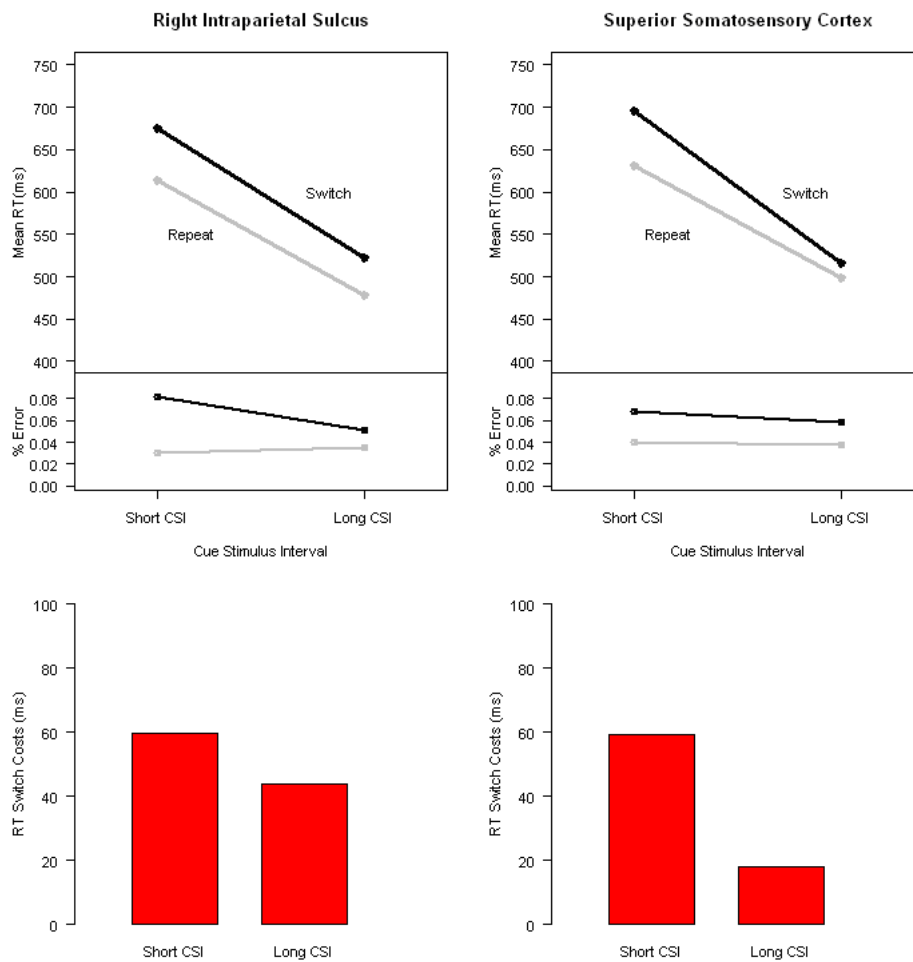 Right Intraparietal Sulcus
750
700
650
600
550
500
450
400
Mean RT(ms)
Switch
Repeat
0.08
0.06
0.04
0.02
0.00
% Error
Short CSI Long CSI
Cue Stimulus Interval
Superior Somatosensory Cortex
750
700
650
600
550
500
450
400
Mean RT(ms)
Switch
Repeat
0.08
0.06
0.04
0.02
0.00
% Error
Short CSI Long CSI
Cue Stimulus Interval
100
80
60
40
20
0
RT Switch Costs (ms)
Short CSI Long CSI
100
80
60
40
20
0
RT Switch Costs (ms)
Short CSI Long CSI